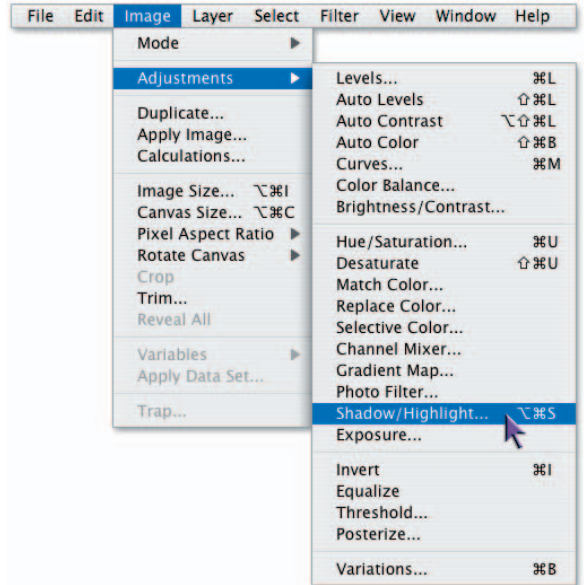 File Edit Image Layer Select Filter View Window Help
Mode
Adjustments
Duplicate...
Apply Image...
Calculations...
Image Size... ⌥⌘I
Canvas Size... ⌥⌘C
Pixel Aspect Ratio
Rotate Canvas
Crop
Trim...
Reveal All
Variables
Apply Data Set...
Trap...
Levels... ⌘L
Auto Levels ⇧⌘L
Auto Contrast ⌥⇧⌘L
Auto Color ⇧⌘B
Curves... ⌘M
Color Balance...
Brightness/Contrast...
Hue/Saturation... ⌘U
Desaturate ⇧⌘U
Match Color...
Replace Color...
Selective Color...
Channel Mixer...
Gradient Map...
Photo Filter...
Shadow/Highlight... ⌥⌘S
Exposure...
Invert ⌘I
Equalize
Threshold...
Posterize...
Variations... ⌘B